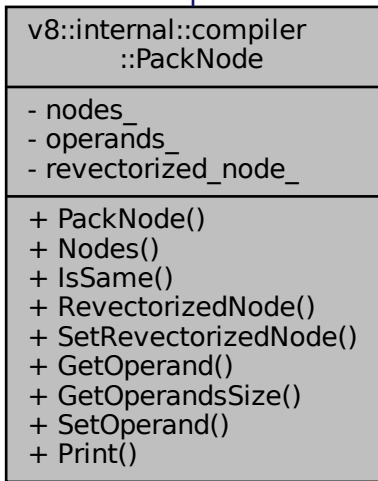 v8::internal::compiler
::PackNode
- nodes_
- operands_
- revectorized_node_
+ PackNode()
+ Nodes()
+ IsSame()
+ RevectorizedNode()
+ SetRevectorizedNode()
+ GetOperand()
+ GetOperandsSize()
+ SetOperand()
+ Print()